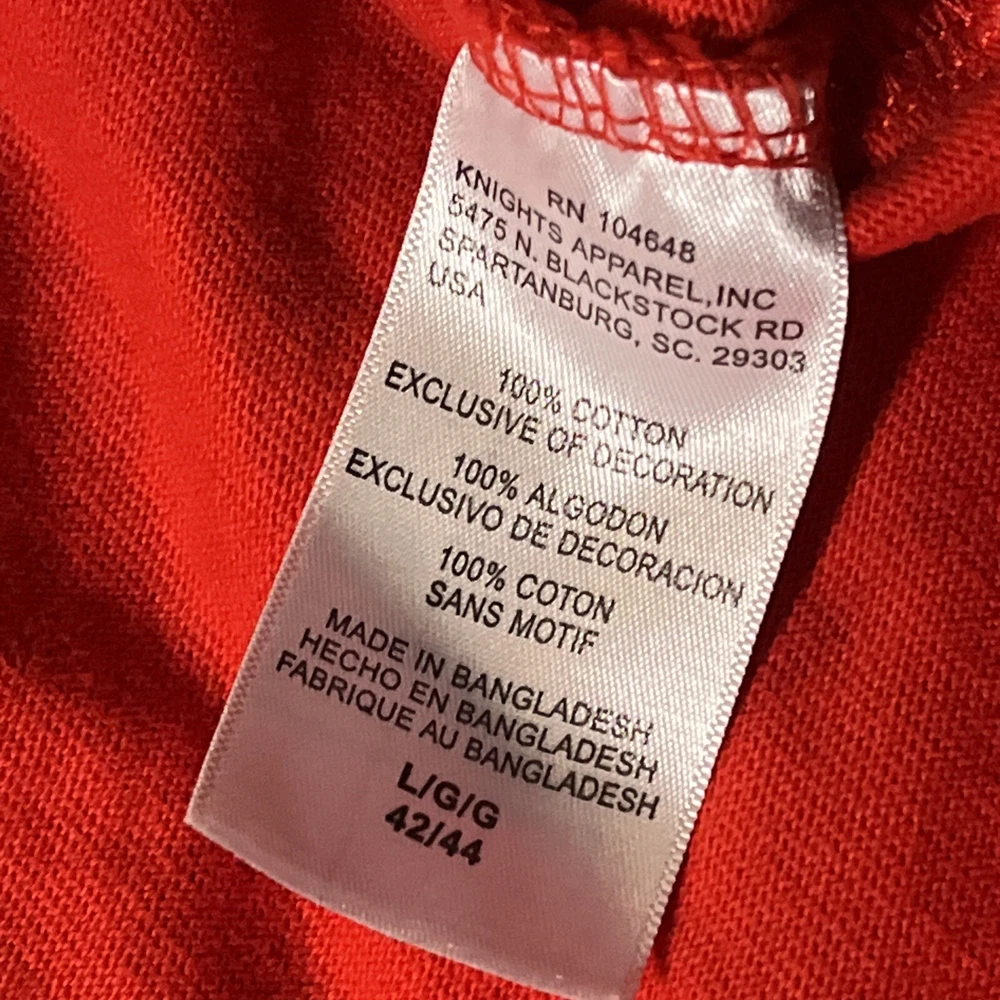 RN 104648
KNIGHTS APPAREL,INC
5475 N. BLACKSTOCK RD
SPARTANBURG, SC. 29303
USA
100% COTTON
EXCLUSIVE OF DECORATION
100% ALGODON
EXCLUSIVO DE DECORACION
100% COTON
SANS MOTIF
MADE IN BANGLADESH
HECHO EN BANGLADESH
FABRIQUE AU BANGLADESH
L/G/G
42/44